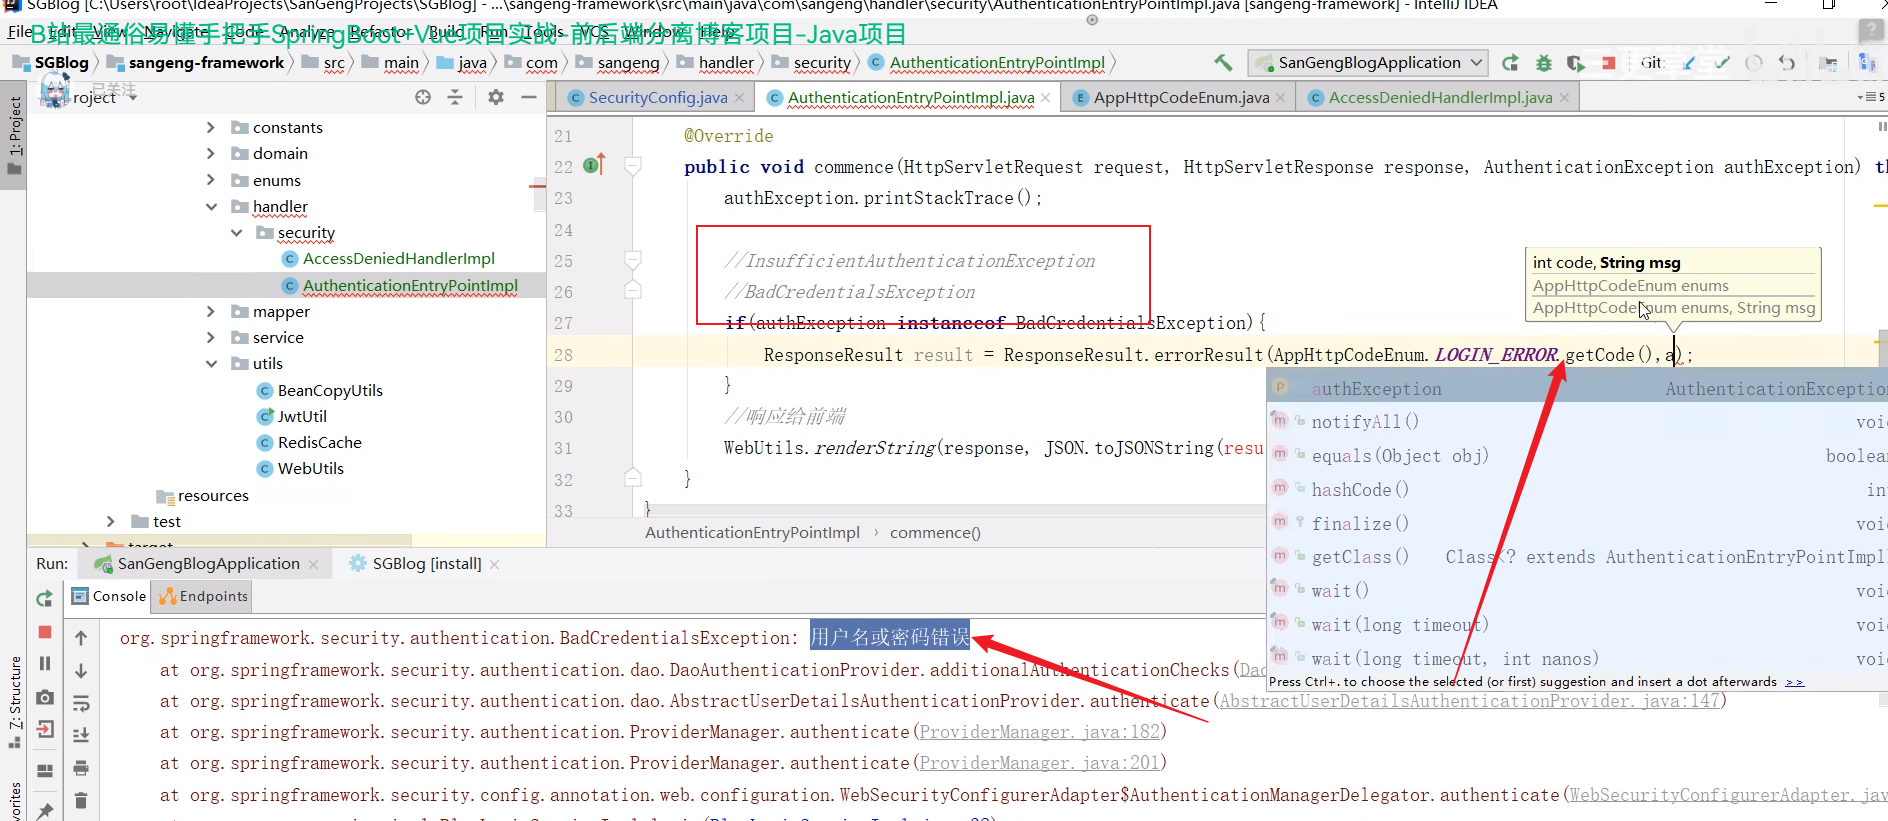 SGBlog [C:\Users\root\IdeaProjects\SanGengProjects\SGBlog] - ...\sangeng-framework\src\main\java\com\sangeng\handler\security\AuthenticationEntryPointImpl.java [sangeng-framework] - IntelliJ IDEA
B站最通俗易懂手把手SpringBoot+Vue项目实战-前后端分离博客项目-Java项目
File Edit View Navigate Code Analyze Refactor Build Run Tools VCS Window Help
SGBlog sangeng-framework src main java com sangeng handler security AuthenticationEntryPointImpl SanGengBlogApplication Git:
已关注
roject
SecurityConfig.java AuthenticationEntryPointImpl.java AppHttpCodeEnum.java AccessDeniedHandlerImpl.java 5
1: Project
constants
domain
enums
handler
security
AccessDeniedHandlerImpl
AuthenticationEntryPointImpl
mapper
service
utils
BeanCopyUtils
JwtUtil
RedisCache
WebUtils
resources
test
target
21 @Override
22 public void commence(HttpServletRequest request, HttpServletResponse response, AuthenticationException authException) th
23 authException.printStackTrace();
24
25 //InsufficientAuthenticationException
26 //BadCredentialsException
27 if(authException instanceof BadCredentialsException){
28 ResponseResult result = ResponseResult.errorResult(AppHttpCodeEnum.LOGIN_ERROR.getCode(),a);
29 }
30 //响应给前端
31 WebUtils.renderString(response, JSON.toJSONString(resu
32 }
33 }
int code, String msg
AppHttpCodeEnum enums
AppHttpCodeEnum enums, String msg
authException AuthenticationException
notifyAll() void
equals(Object obj) boolean
hashCode() int
finalize() void
getClass() Class<? extends AuthenticationEntryPointImpl
wait() void
wait(long timeout) void
wait(long timeout, int nanos) void
Press Ctrl+. to choose the selected (or first) suggestion and insert a dot afterwards >>
AuthenticationEntryPointImpl › commence()
Run: SanGengBlogApplication SGBlog [install]
Console Endpoints
7: Structure
vorites
org.springframework.security.authentication.BadCredentialsException: 用户名或密码错误
at org.springframework.security.authentication.dao.DaoAuthenticationProvider.additionalAuthenticationChecks(Dao
at org.springframework.security.authentication.dao.AbstractUserDetailsAuthenticationProvider.authenticate(AbstractUserDetailsAuthenticationProvider.java:147)
at org.springframework.security.authentication.ProviderManager.authenticate(ProviderManager.java:182)
at org.springframework.security.authentication.ProviderManager.authenticate(ProviderManager.java:201)
at org.springframework.security.config.annotation.web.configuration.WebSecurityConfigurerAdapter$AuthenticationManagerDelegator.authenticate(WebSecurityConfigurerAdapter.jav